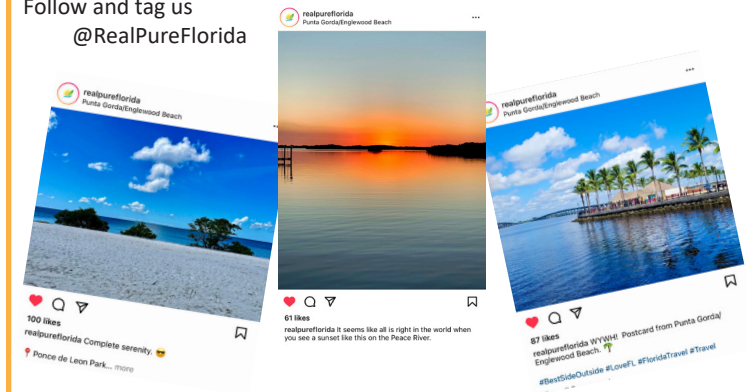 Follow and tag us
@RealPureFlorida
realpureflorida
Punta Gorda/Englewood Beach
100 likes
realpureflorida Complete serenity. 😎
📍 Ponce de Leon Park... more
realpureflorida
Punta Gorda/Englewood Beach
61 likes
realpureflorida It seems like all is right in the world when
you see a sunset like this on the Peace River.
realpureflorida
Punta Gorda/Englewood Beach
87 likes
realpureflorida WYWH! Postcard from Punta Gorda/
Englewood Beach. 🌴
#BestSideOutside #LoveFL #FloridaTravel #Travel